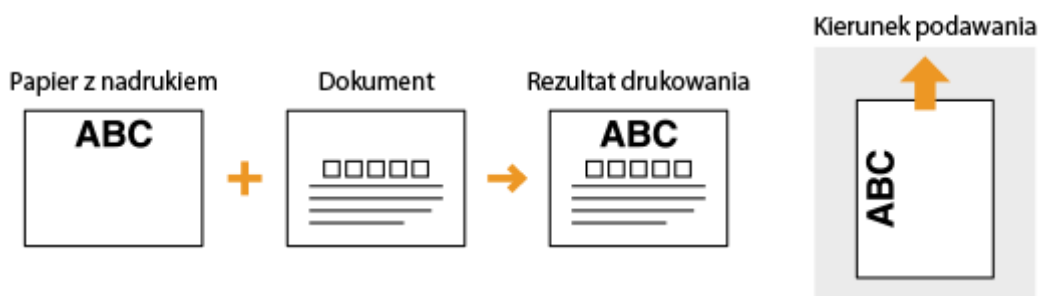 Kierunek podawania
Papier z nadrukiem
Dokument
Rezultat drukowania
ABC
ABC
ABC